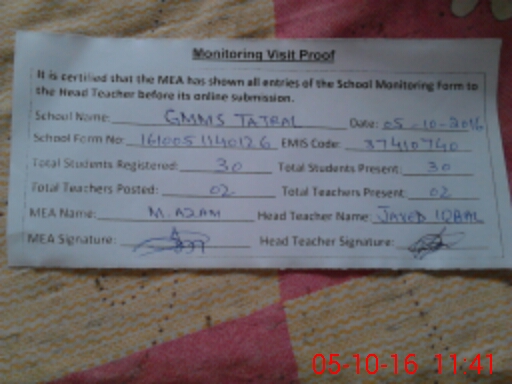 Monitoring Visit Proof
It is certified that the MEA has shown all entries of the School Monitoring form to
the Head Teacher before its online submission.
School Name: GMMS TATRAL Date: 05-10-2016
School Form No: EMIS Code: 37410740
Total Students Registered: 30 Total Students Present: 30
Total Teachers Posted: 02 Total Teachers Present: 02
MEA Name: M. AZAM Head Teacher Name: JAVED IQBAL
MEA Signature: Head Teacher Signature:
05-10-16 11:41